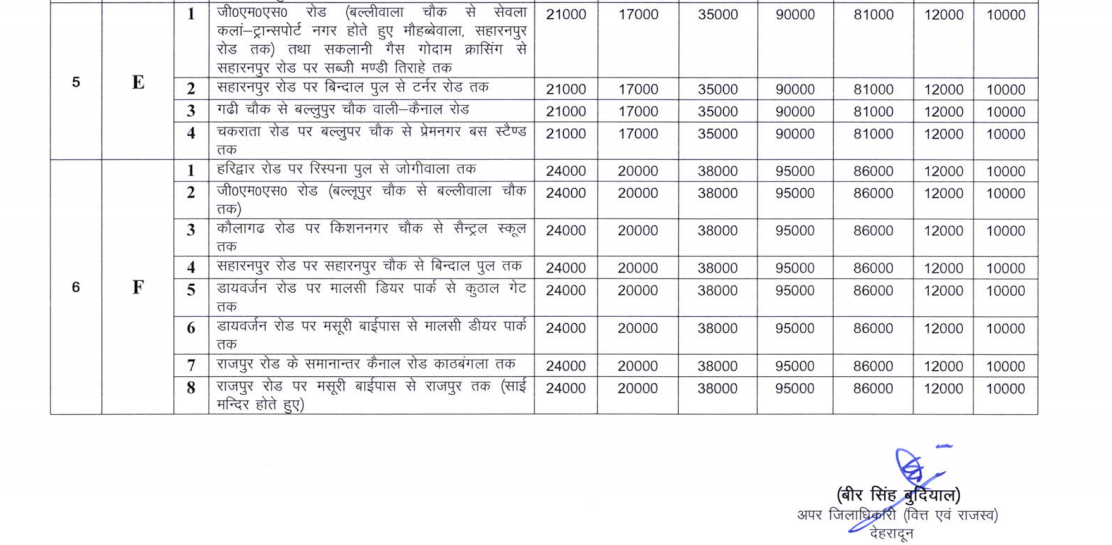 1 जी0एम0एस0 रोड (बल्लीवाला चौक से सेवला 21000 17000 35000 90000 81000 12000 10000
कलां–ट्रान्सपोर्ट नगर होते हुए मौहब्बेवाला, सहारनपुर
रोड तक) तथा सकलानी गैस गोदाम क्रासिंग से
सहारनपुर रोड पर सब्जी मण्डी तिराहे तक
5 E
2 सहारनपुर रोड पर बिन्दाल पुल से टर्नर रोड तक 21000 17000 35000 90000 81000 12000 10000
3 गढी चौक से बल्लुपुर चौक वाली–कैनाल रोड 21000 17000 35000 90000 81000 12000 10000
4 चकराता रोड पर बल्लुपर चौक से प्रेमनगर बस स्टैण्ड 21000 17000 35000 90000 81000 12000 10000
तक
1 हरिद्वार रोड पर रिस्पना पुल से जोगीवाला तक 24000 20000 38000 95000 86000 12000 10000
2 जी0एम0एस0 रोड (बल्लूपुर चौक से बल्लीवाला चौक 24000 20000 38000 95000 86000 12000 10000
तक)
3 कौलागढ रोड पर किशननगर चौक से सैन्ट्रल स्कूल 24000 20000 38000 95000 86000 12000 10000
तक
4 सहारनपुर रोड पर सहारनपुर चौक से बिन्दाल पुल तक 24000 20000 38000 95000 86000 12000 10000
6 F
5 डायवर्जन रोड पर मालसी डियर पार्क से कुठाल गेट 24000 20000 38000 95000 86000 12000 10000
तक
6 डायवर्जन रोड पर मसूरी बाईपास से मालसी डीयर पार्क 24000 20000 38000 95000 86000 12000 10000
तक
7 राजपुर रोड के समानान्तर कैनाल रोड काठबंगला तक 24000 20000 38000 95000 86000 12000 10000
8 राजपुर रोड पर मसूरी बाईपास से राजपुर तक (साई 24000 20000 38000 95000 86000 12000 10000
मन्दिर होते हुए)
(बीर सिंह बुदियाल)
अपर जिलाधिकारी (वित्त एवं राजस्व)
देहरादून